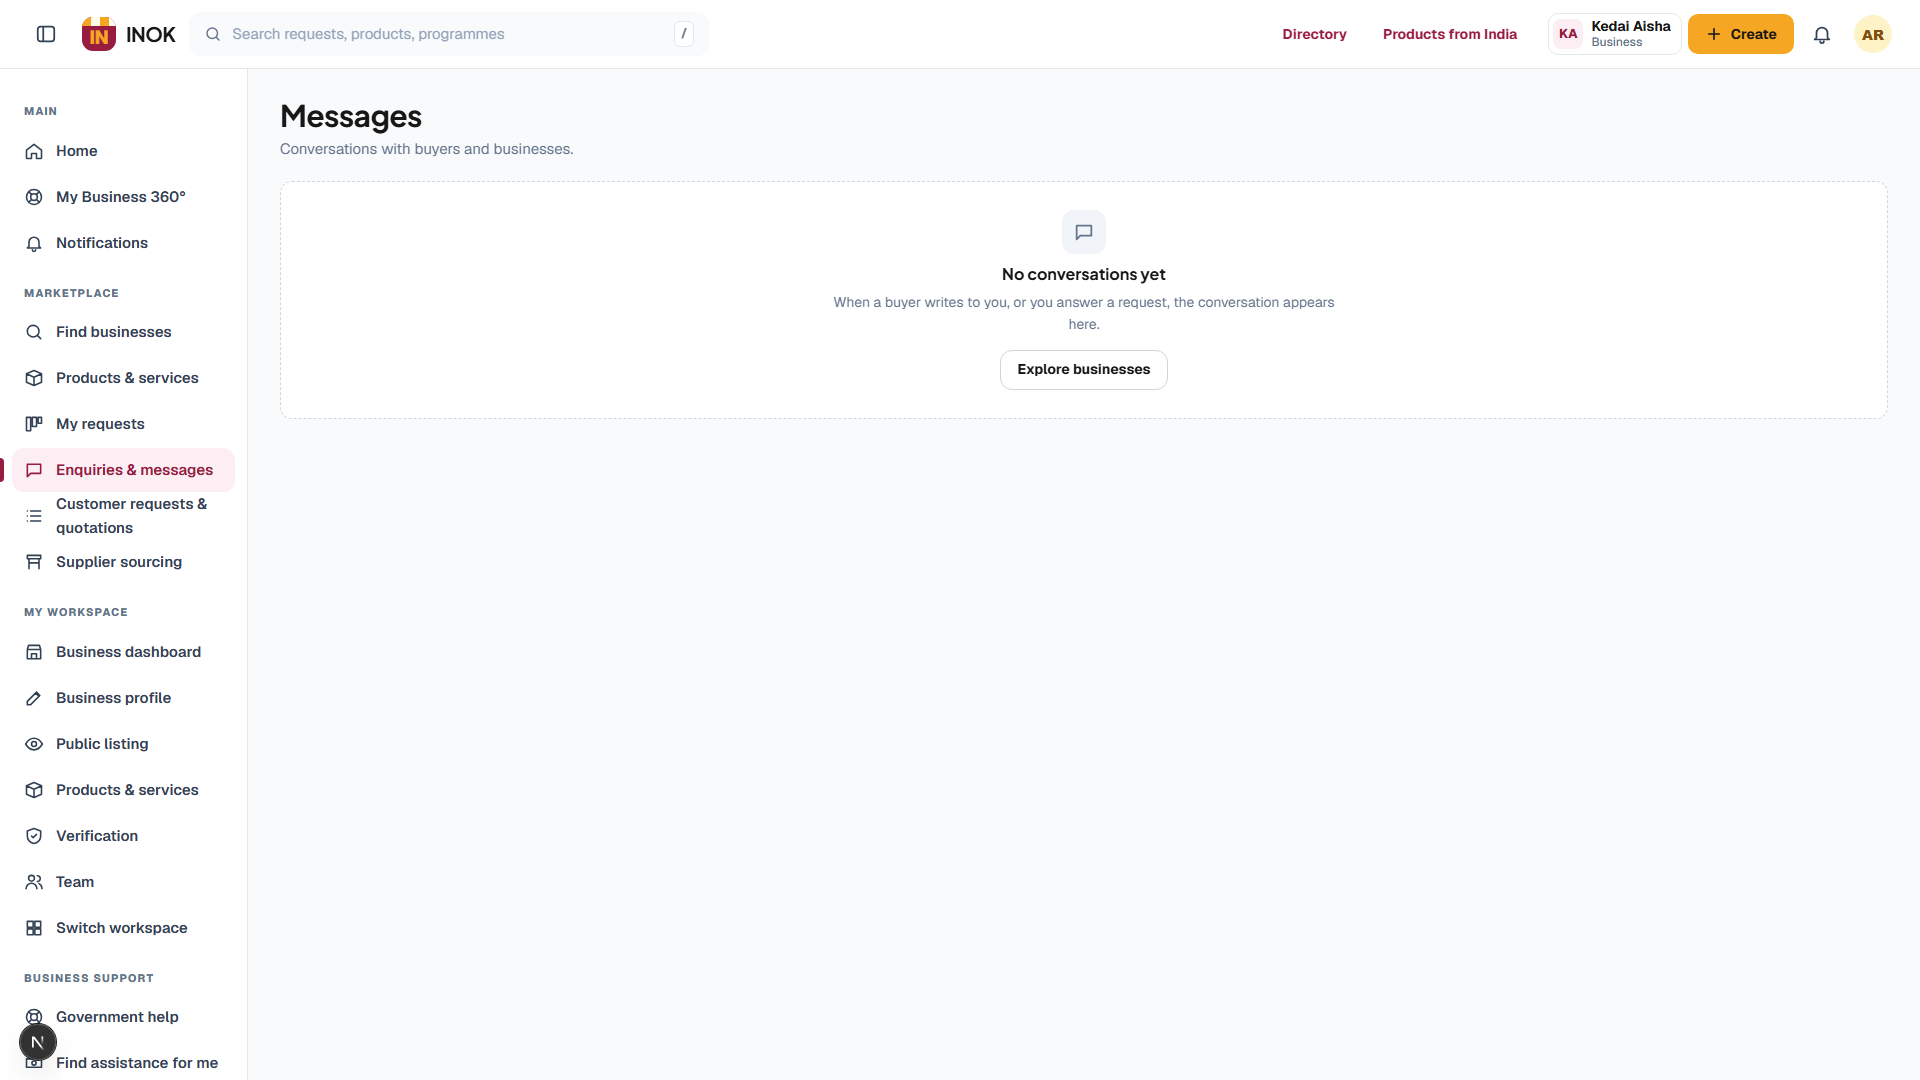 IN INOK
Search requests, products, programmes
/
Directory
Products from India
KA
Kedai Aisha
Business
Create
AR
MAIN
Home
My Business 360°
Notifications
MARKETPLACE
Find businesses
Products & services
My requests
Enquiries & messages
Customer requests &
quotations
Supplier sourcing
MY WORKSPACE
Business dashboard
Business profile
Public listing
Products & services
Verification
Team
Switch workspace
BUSINESS SUPPORT
Government help
N
Find assistance for me
Messages
Conversations with buyers and businesses.
No conversations yet
When a buyer writes to you, or you answer a request, the conversation appears
here.
Explore businesses